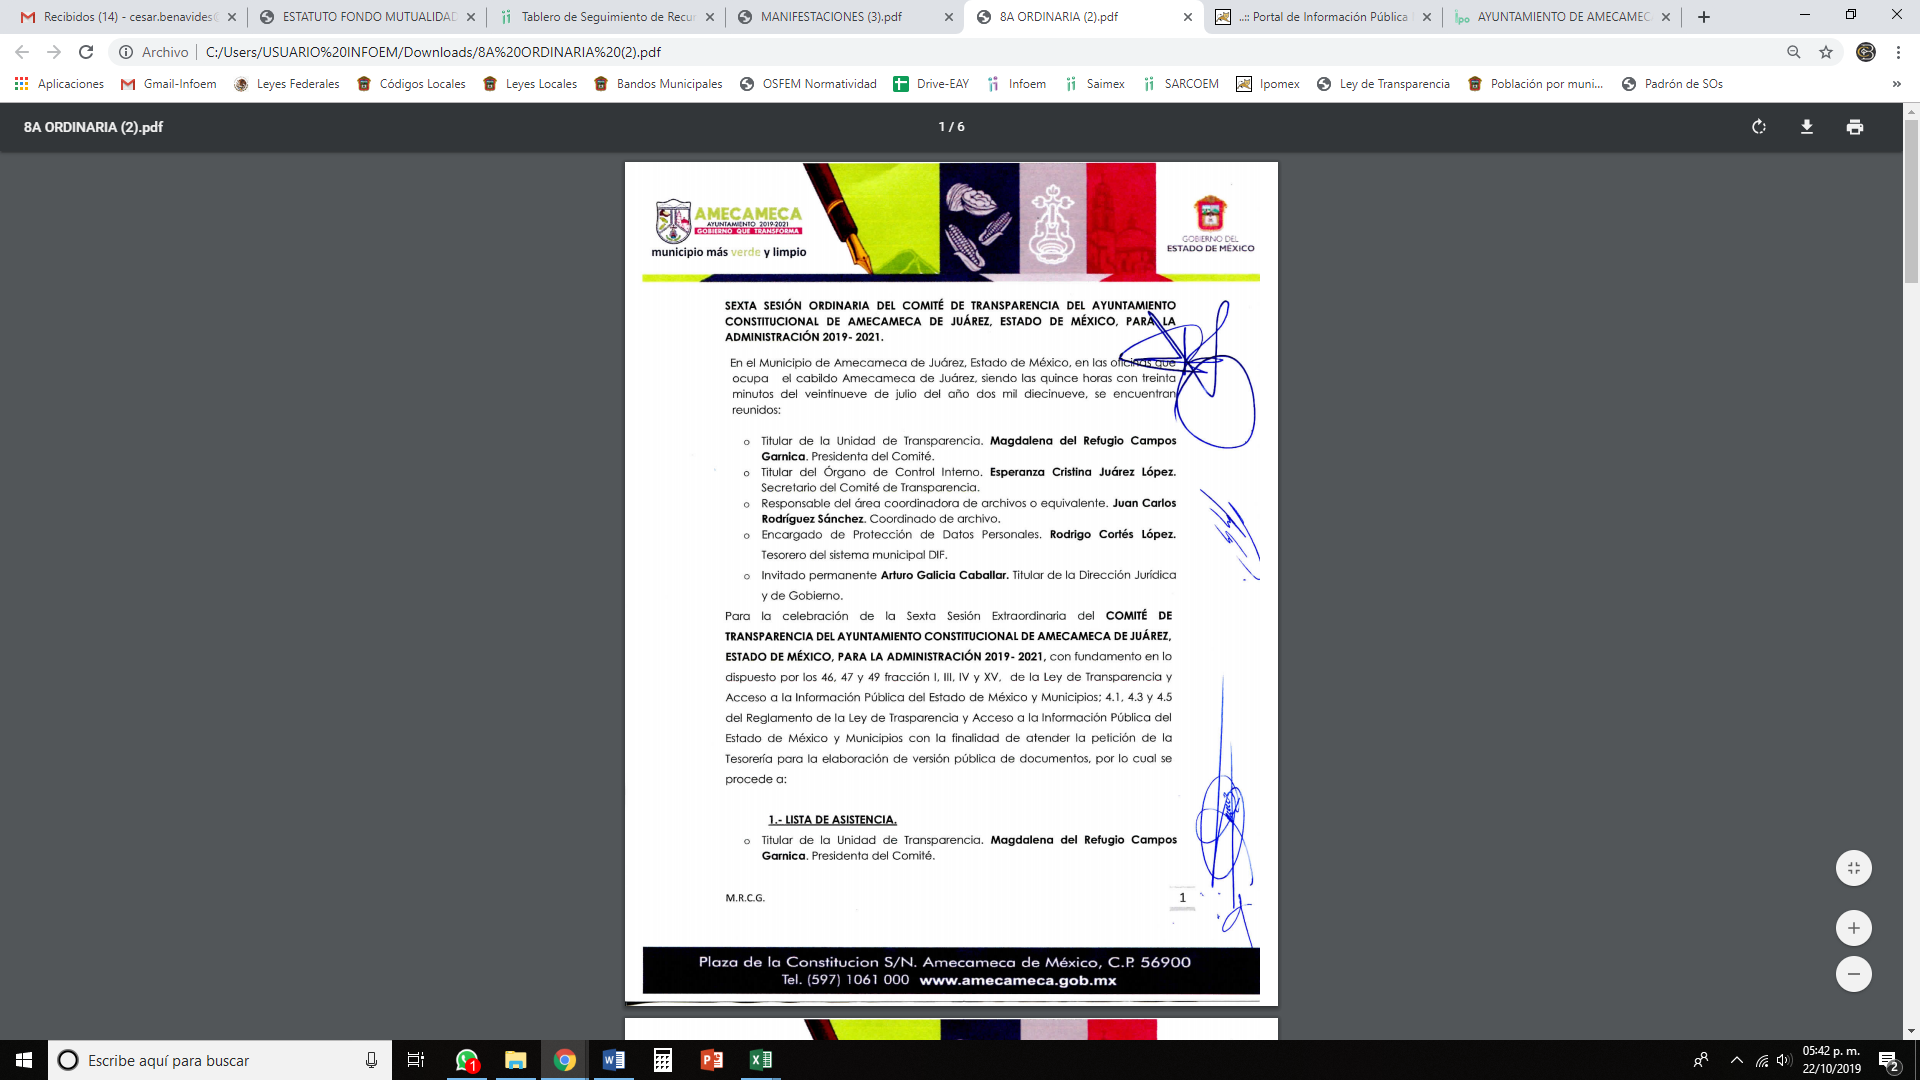 Recibidos (14) - cesar.benavides@
ESTATUTO FONDO MUTUALIDAD
Tablero de Seguimiento de Recur
MANIFESTACIONES (3).pdf
8A ORDINARIA (2).pdf
..:: Portal de Información Pública
AYUNTAMIENTO DE AMECAMECA
Archivo
C:/Users/USUARIO%20INFOEM/Downloads/8A%20ORDINARIA%20(2).pdf
Aplicaciones
Gmail-Infoem
Leyes Federales
Códigos Locales
Leyes Locales
Bandos Municipales
OSFEM Normatividad
Drive-EAY
Infoem
Saimex
SARCOEM
Ipomex
Ley de Transparencia
Población por muni...
Padrón de SOs
»
8A ORDINARIA (2).pdf
1 / 6
AMECAMECA
AYUNTAMIENTO 2019-2021
GOBIERNO QUE TRANSFORMA
municipio más verde y limpio
GOBIERNO DEL
ESTADO DE MÉXICO
SEXTA SESIÓN ORDINARIA DEL COMITÉ DE TRANSPARENCIA DEL AYUNTAMIENTO
CONSTITUCIONAL DE AMECAMECA DE JUÁREZ, ESTADO DE MÉXICO, PARA LA
ADMINISTRACIÓN 2019- 2021.
En el Municipio de Amecameca de Juárez, Estado de México, en las oficinas que
ocupa el cabildo Amecameca de Juárez, siendo las quince horas con treinta
minutos del veintinueve de julio del año dos mil diecinueve, se encuentran
reunidos:
o Titular de la Unidad de Transparencia. Magdalena del Refugio Campos
Garnica. Presidenta del Comité.
o Titular del Órgano de Control Interno. Esperanza Cristina Juárez López.
Secretario del Comité de Transparencia.
o Responsable del área coordinadora de archivos o equivalente. Juan Carlos
Rodríguez Sánchez. Coordinado de archivo.
o Encargado de Protección de Datos Personales. Rodrigo Cortés López.
Tesorero del sistema municipal DIF.
o Invitado permanente Arturo Galicia Caballar. Titular de la Dirección Jurídica
y de Gobierno.
Para la celebración de la Sexta Sesión Extraordinaria del COMITÉ DE
TRANSPARENCIA DEL AYUNTAMIENTO CONSTITUCIONAL DE AMECAMECA DE JUÁREZ,
ESTADO DE MÉXICO, PARA LA ADMINISTRACIÓN 2019- 2021, con fundamento en lo
dispuesto por los 46, 47 y 49 fracción I, III, IV y XV, de la Ley de Transparencia y
Acceso a la Información Pública del Estado de México y Municipios; 4.1, 4.3 y 4.5
del Reglamento de la Ley de Trasparencia y Acceso a la Información Pública del
Estado de México y Municipios con la finalidad de atender la petición de la
Tesorería para la elaboración de versión pública de documentos, por lo cual se
procede a:
1.- LISTA DE ASISTENCIA.
o Titular de la Unidad de Transparencia. Magdalena del Refugio Campos
Garnica. Presidenta del Comité.
M.R.C.G.
1
Plaza de la Constitucion S/N. Amecameca de México, C.P. 56900
Tel. (597) 1061 000 www.amecameca.gob.mx
Escribe aquí para buscar
1
05:42 p. m.
22/10/2019
2